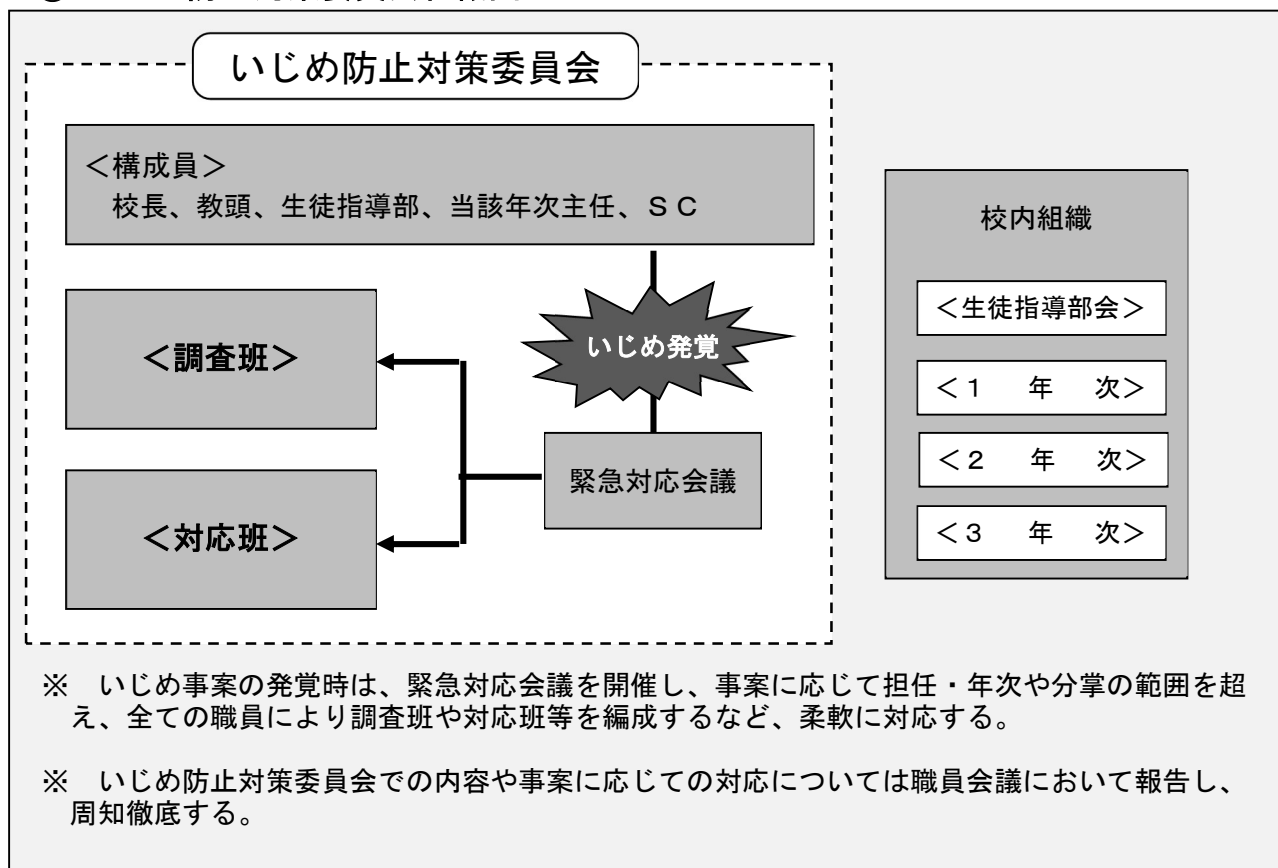 いじめ防止対策委員会
＜構成員＞
校長、教頭、生徒指導部、当該年次主任、ＳＣ
いじめ発覚
＜調査班＞
緊急対応会議
＜対応班＞
校内組織
＜生徒指導部会＞
＜１　年　次＞
＜２　年　次＞
＜３　年　次＞
※　いじめ事案の発覚時は、緊急対応会議を開催し、事案に応じて担任・年次や分掌の範囲を超
え、全ての職員により調査班や対応班等を編成するなど、柔軟に対応する。
※　いじめ防止対策委員会での内容や事案に応じての対応については職員会議において報告し、
周知徹底する。